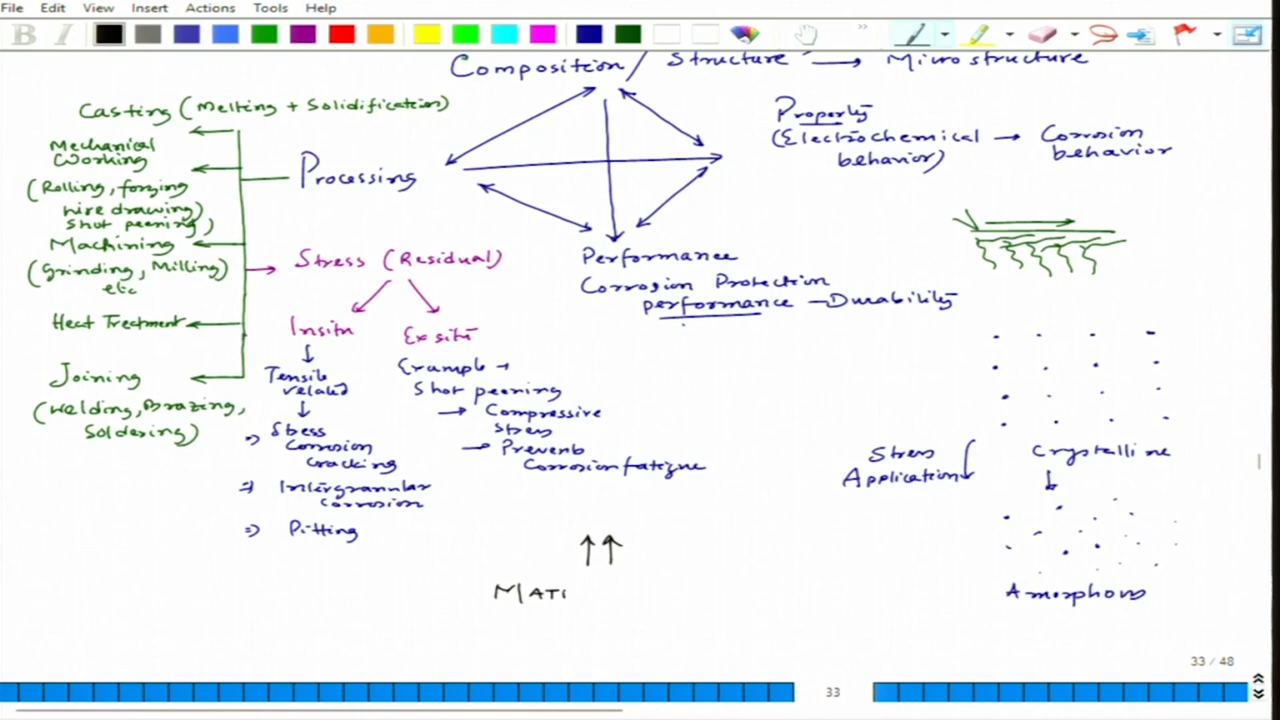 File Edit View Insert Actions Tools Help
B I
Composition / Structure → Microstructure
Casting (Melting + Solidification)
Mechanical
Working
(Rolling, forging
wire drawing)
shot peening,)
Machining
(Grinding, Milling)
etc
Heat Treatment
Joining
(Welding, Brazing,
Soldering)
Processing
Property
(Electrochemical → Corrosion
behavior) behavior
Performance
Corrosion Protection
performance - Durability
Stress (Residual)
Insitu
Tensile
related
⇒ Stress
Corrosion
Cracking
⇒ Intergranular
Corrosion
⇒ Pitting
Ex situ
Example →
Shot peening
→ Compressive
stress
→ Prevents
Corrosion fatigue
Stress
Application
Crystalline
Amorphous
↑↑
MATI
33 / 48
33